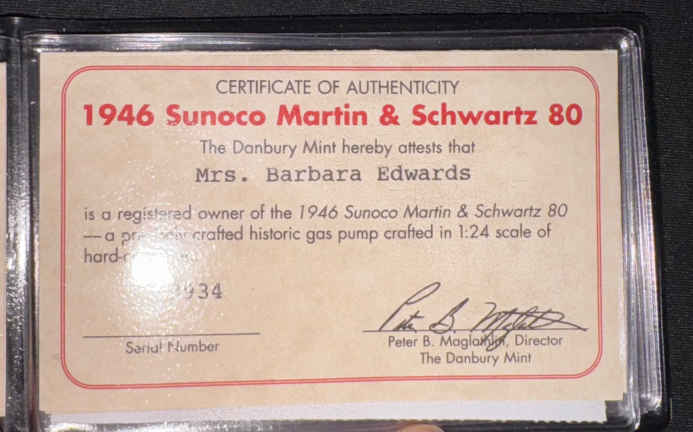 CERTIFICATE OF AUTHENTICITY
1946 Sunoco Martin & Schwartz 80
The Danbury Mint hereby attests that
Mrs. Barbara Edwards
is a registered owner of the 1946 Sunoco Martin & Schwartz 80
—a crafted historic gas pump crafted in 1:24 scale of
934
Serial Number
Peter B. Maglathlin, Director
The Danbury Mint